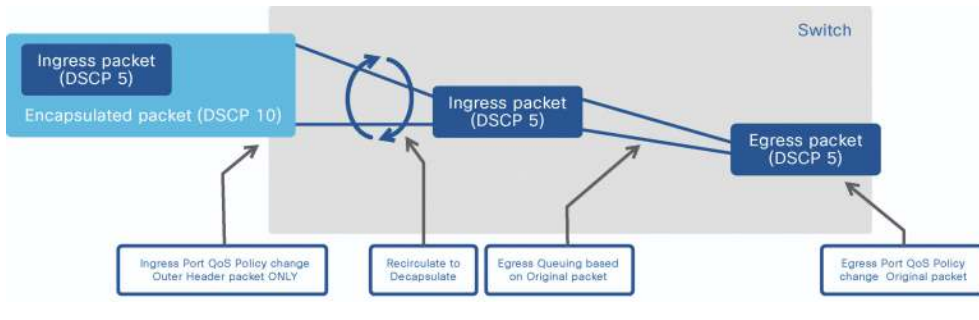 Switch
Ingress packet
(DSCP 5)
Encapsulated packet (DSCP 10)
Ingress packet
(DSCP 5)
Egress packet
(DSCP 5)
Ingress Port QoS Policy change
Outer Header packet ONLY
Recirculate to
Decapsulate
Egress Queuing based
on Original packet
Egress Port QoS Policy
change Original packet